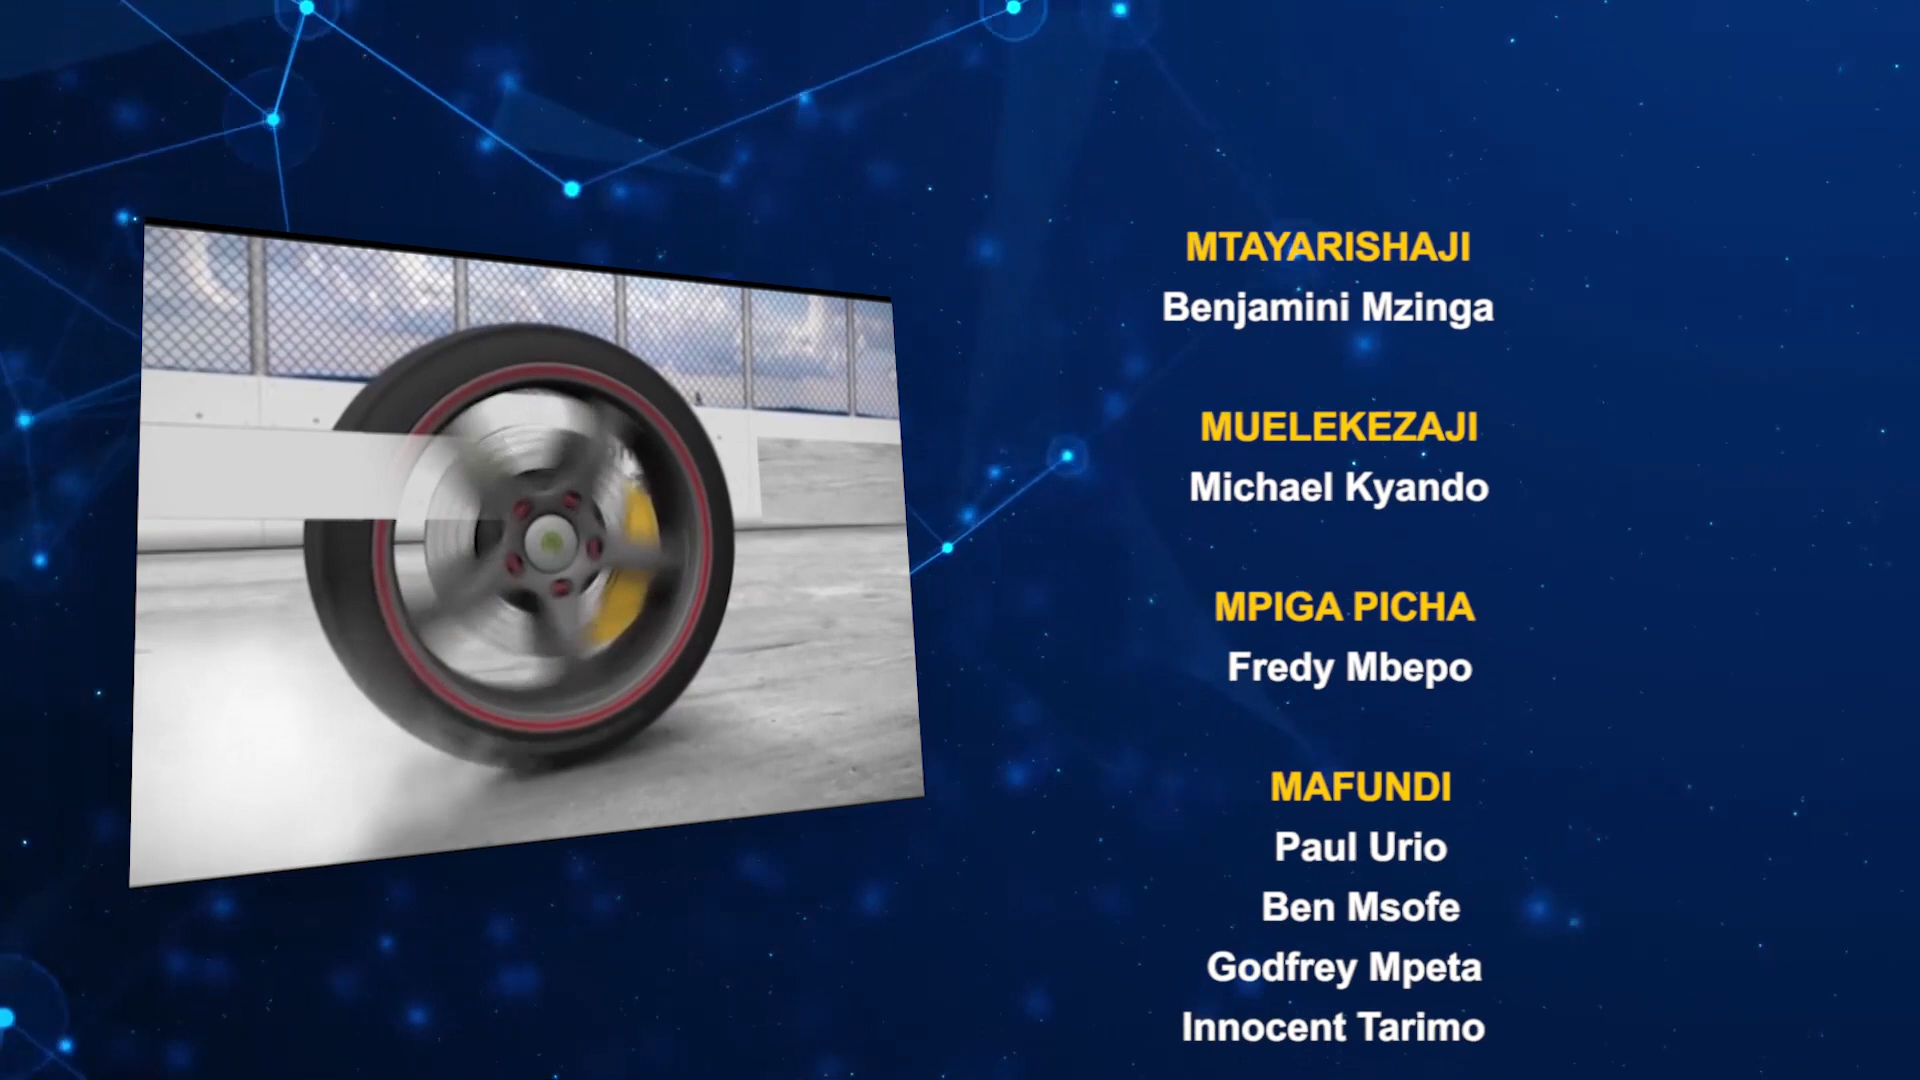 MTAYARISHAJI
Benjamini Mzinga
MUELEKEZAJI
Michael Kyando
MPIGA PICHA
Fredy Mbepo
MAFUNDI
Paul Urio
Ben Msofe
Godfrey Mpeta
Innocent Tarimo